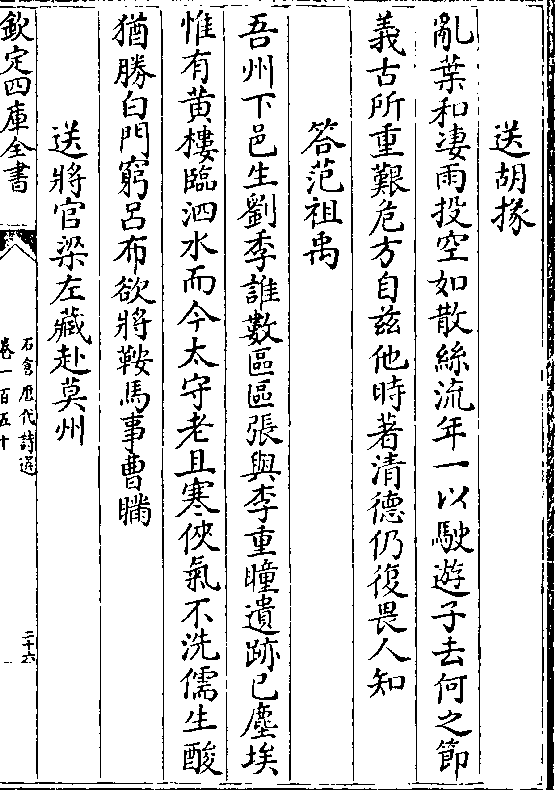 送胡掾
亂葉和淒雨投空如散絲流年一以駛遊子去何之節
義古所重艱危方自兹他時著清德仍復畏人知
答范祖禹
吾州下邑生劉季誰數區區張與李重瞳遺跡已塵埃
惟有黃樓臨泗水而今太守老且寒俠氣不洗儒生酸
猶勝白門窮呂布欲將鞍馬事曹瞞
送將官梁左藏赴莫州
欽定四庫全書
石倉歷代詩選
卷一百五十
二十六